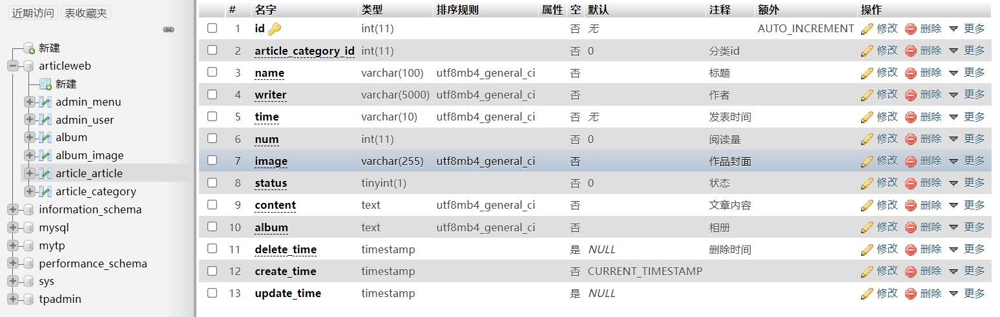 近期访问 表收藏夹
新建
articleweb
新建
admin_menu
admin_user
album
album_image
article_article
article_category
information_schema
mysql
mytp
performance_schema
sys
tpadmin
# 名字 类型 排序规则 属性 空 默认 注释 额外 操作
1 id int(11) 否 无 AUTO_INCREMENT 修改 删除 更多
2 article_category_id int(11) 否 0 分类id 修改 删除 更多
3 name varchar(100) utf8mb4_general_ci 否 标题 修改 删除 更多
4 writer varchar(5000) utf8mb4_general_ci 否 作者 修改 删除 更多
5 time varchar(10) utf8mb4_general_ci 否 无 发表时间 修改 删除 更多
6 num int(11) 否 0 阅读量 修改 删除 更多
7 image varchar(255) utf8mb4_general_ci 否 作品封面 修改 删除 更多
8 status tinyint(1) 否 0 状态 修改 删除 更多
9 content text utf8mb4_general_ci 否 文章内容 修改 删除 更多
10 album text utf8mb4_general_ci 否 相册 修改 删除 更多
11 delete_time timestamp 是 NULL 删除时间 修改 删除 更多
12 create_time timestamp 否 CURRENT_TIMESTAMP 修改 删除 更多
13 update_time timestamp 是 NULL 修改 删除 更多